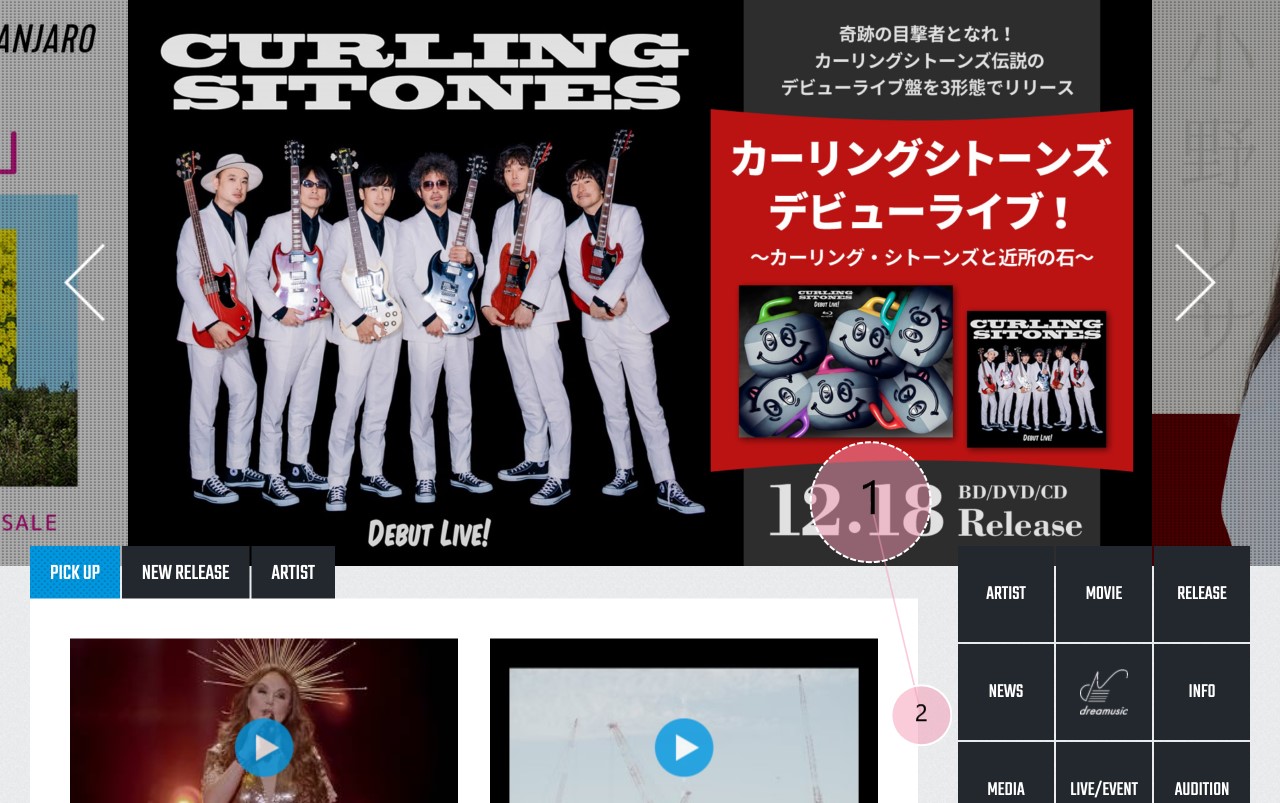 ANJARO
CURLING
SITONES
DEBUT LIVE!
奇跡の目撃者となれ！
カーリングシトーンズ伝説の
デビューライブ盤を3形態でリリース
カーリングシトーンズ
デビューライブ！
～カーリング・シトーンズと近所の石～
CURLING
SITONES
DEBUT LIVE!
CURLING
SITONES
DEBUT LIVE!
12.18
BD/DVD/CD
Release
1
2
小
野
SALE
PICK UP
NEW RELEASE
ARTIST
ARTIST
MOVIE
RELEASE
NEWS
dreamusic
INFO
MEDIA
LIVE/EVENT
AUDITION